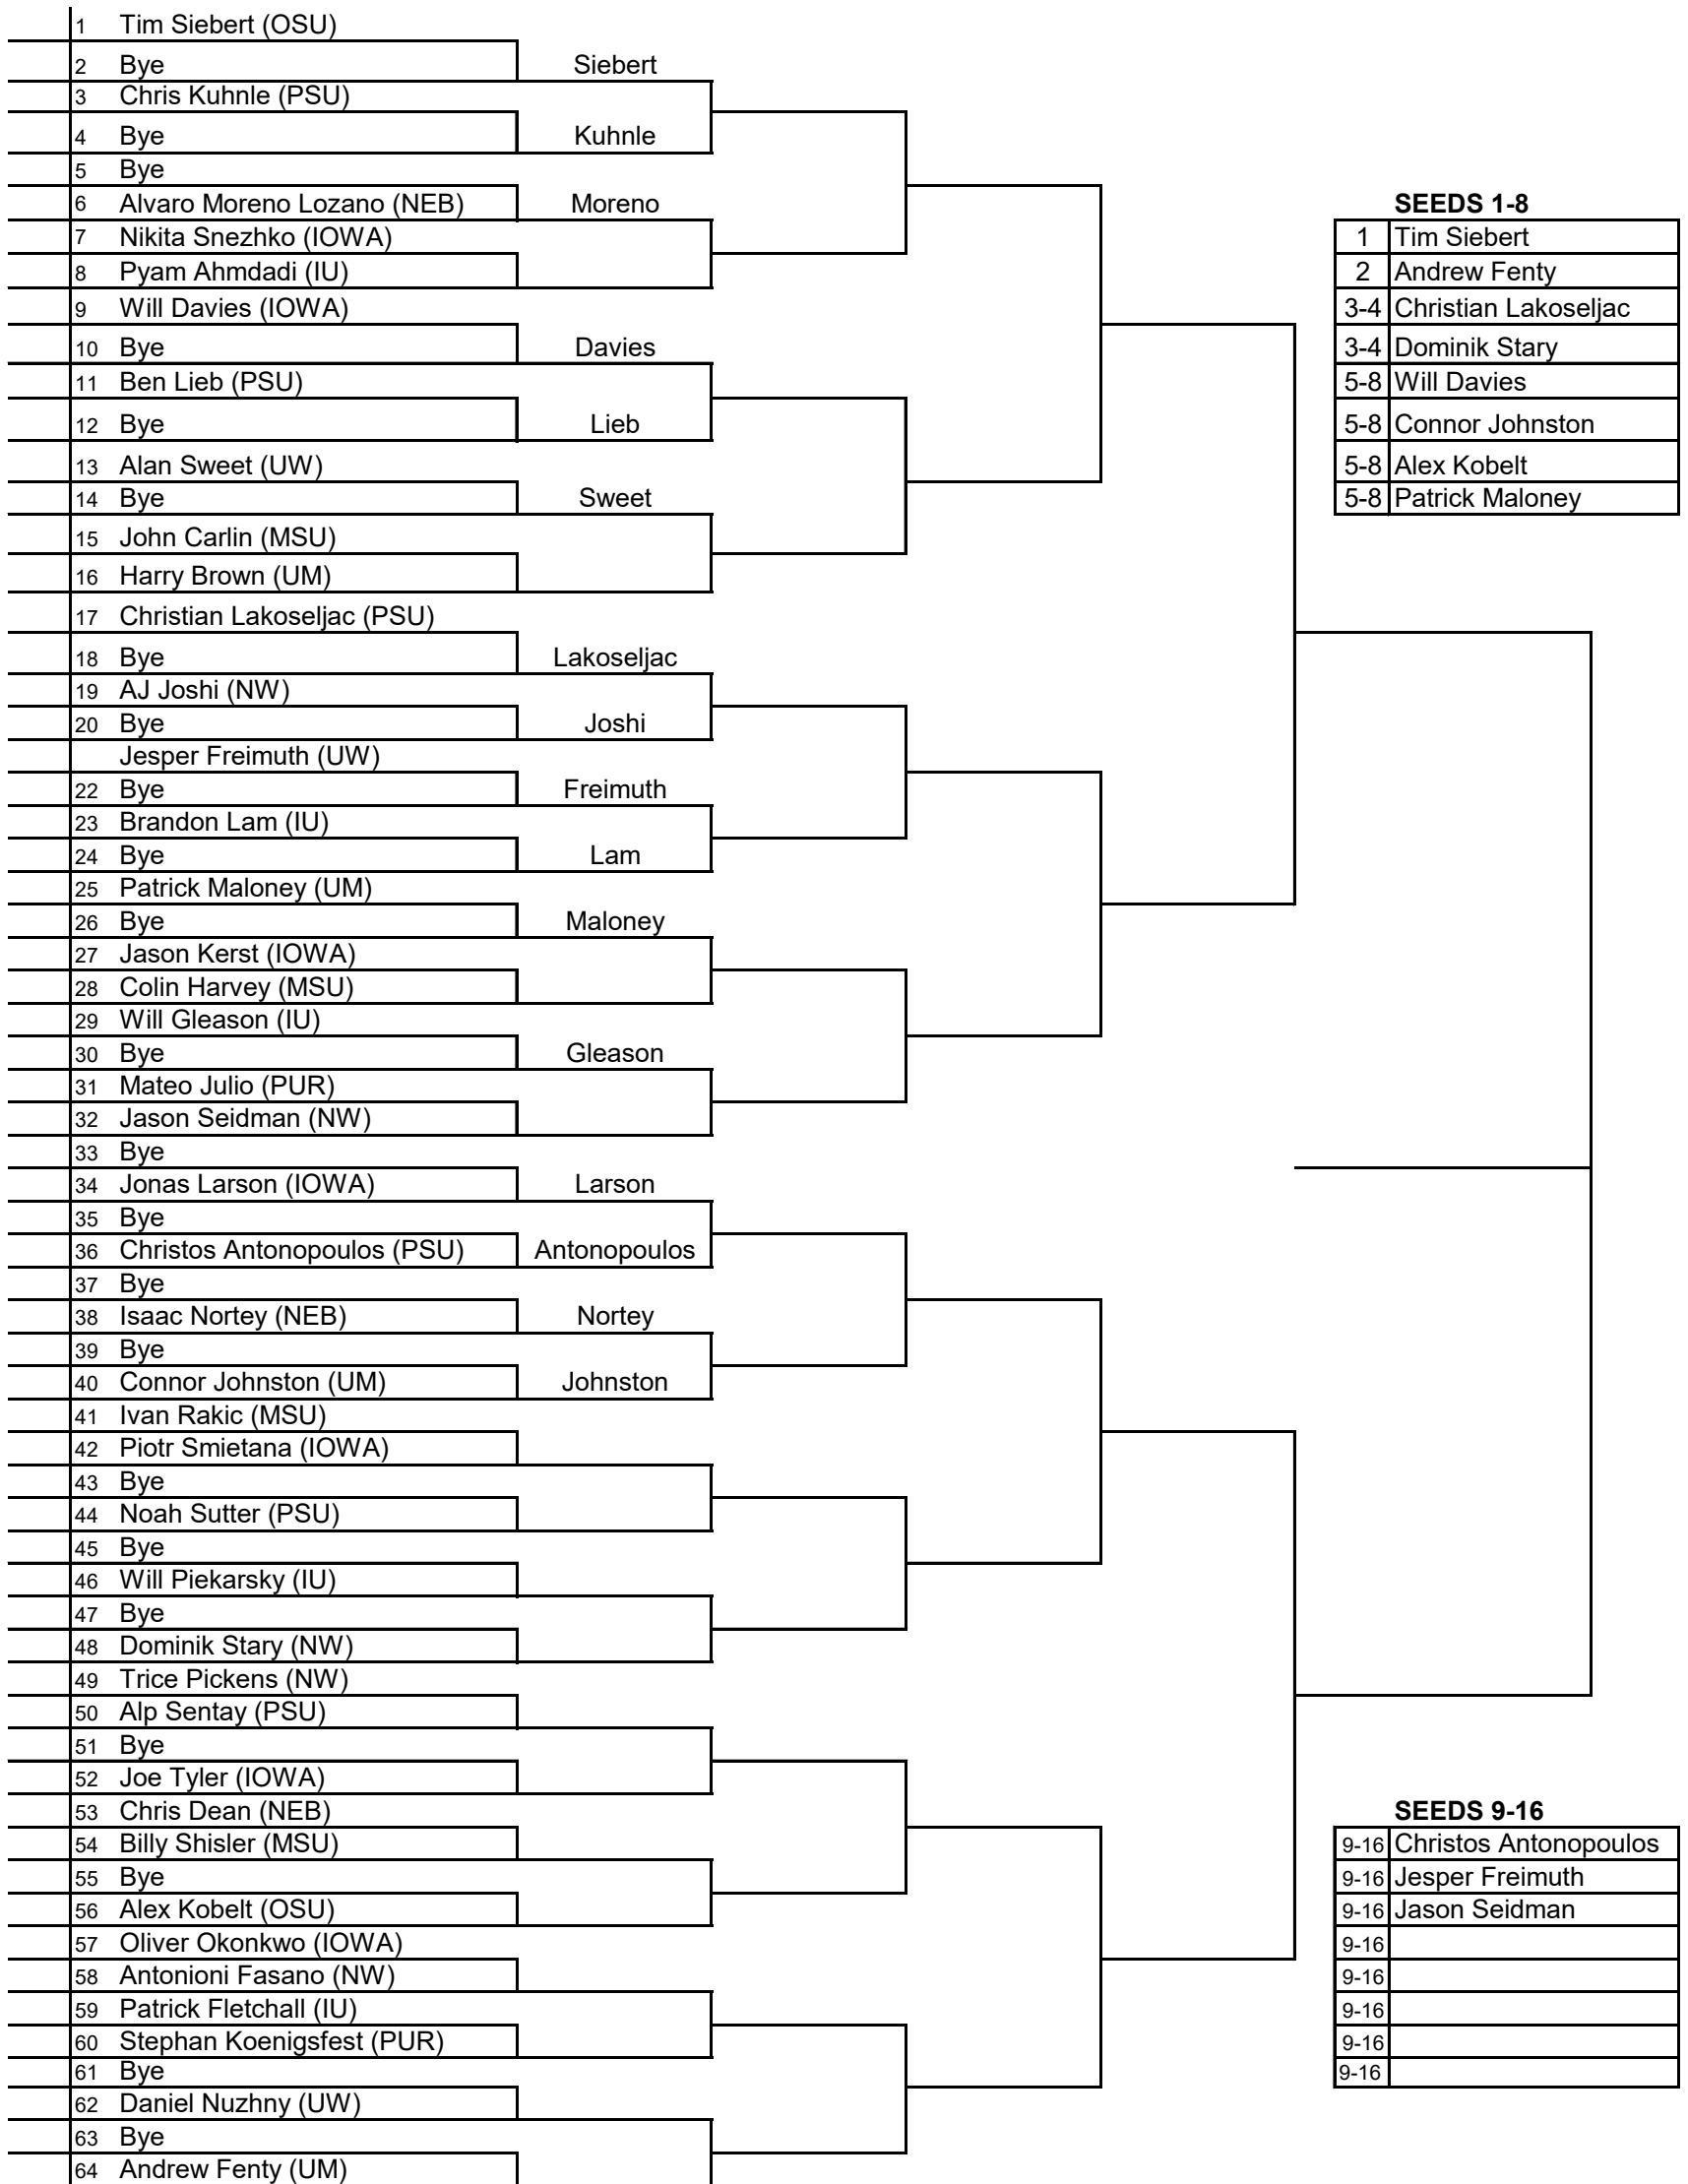 1 Tim Siebert (OSU)
2 Bye Siebert
3 Chris Kuhnle (PSU)
4 Bye Kuhnle
5 Bye
6 Alvaro Moreno Lozano (NEB) Moreno SEEDS 1-8
7 Nikita Snezhko (IOWA) 1 Tim Siebert
8 Pyam Ahmdadi (IU) 2 Andrew Fenty
9 Will Davies (IOWA) 3-4 Christian Lakoseljac
10 Bye Davies 3-4 Dominik Stary
11 Ben Lieb (PSU) 5-8 Will Davies
12 Bye Lieb 5-8 Connor Johnston
13 Alan Sweet (UW) 5-8 Alex Kobelt
14 Bye Sweet 5-8 Patrick Maloney
15 John Carlin (MSU)
16 Harry Brown (UM)
17 Christian Lakoseljac (PSU)
18 Bye Lakoseljac
19 AJ Joshi (NW)
20 Bye Joshi
Jesper Freimuth (UW)
22 Bye Freimuth
23 Brandon Lam (IU)
24 Bye Lam
25 Patrick Maloney (UM)
26 Bye Maloney
27 Jason Kerst (IOWA)
28 Colin Harvey (MSU)
29 Will Gleason (IU)
30 Bye Gleason
31 Mateo Julio (PUR)
32 Jason Seidman (NW)
33 Bye
34 Jonas Larson (IOWA) Larson
35 Bye
36 Christos Antonopoulos (PSU) Antonopoulos
37 Bye
38 Isaac Nortey (NEB) Nortey
39 Bye
40 Connor Johnston (UM) Johnston
41 Ivan Rakic (MSU)
42 Piotr Smietana (IOWA)
43 Bye
44 Noah Sutter (PSU)
45 Bye
46 Will Piekarsky (IU)
47 Bye
48 Dominik Stary (NW)
49 Trice Pickens (NW)
50 Alp Sentay (PSU)
51 Bye
52 Joe Tyler (IOWA)
53 Chris Dean (NEB) SEEDS 9-16
54 Billy Shisler (MSU) 9-16 Christos Antonopoulos
55 Bye 9-16 Jesper Freimuth
56 Alex Kobelt (OSU) 9-16 Jason Seidman
57 Oliver Okonkwo (IOWA) 9-16
58 Antonioni Fasano (NW) 9-16
59 Patrick Fletchall (IU) 9-16
60 Stephan Koenigsfest (PUR) 9-16
61 Bye 9-16
62 Daniel Nuzhny (UW)
63 Bye
64 Andrew Fenty (UM)